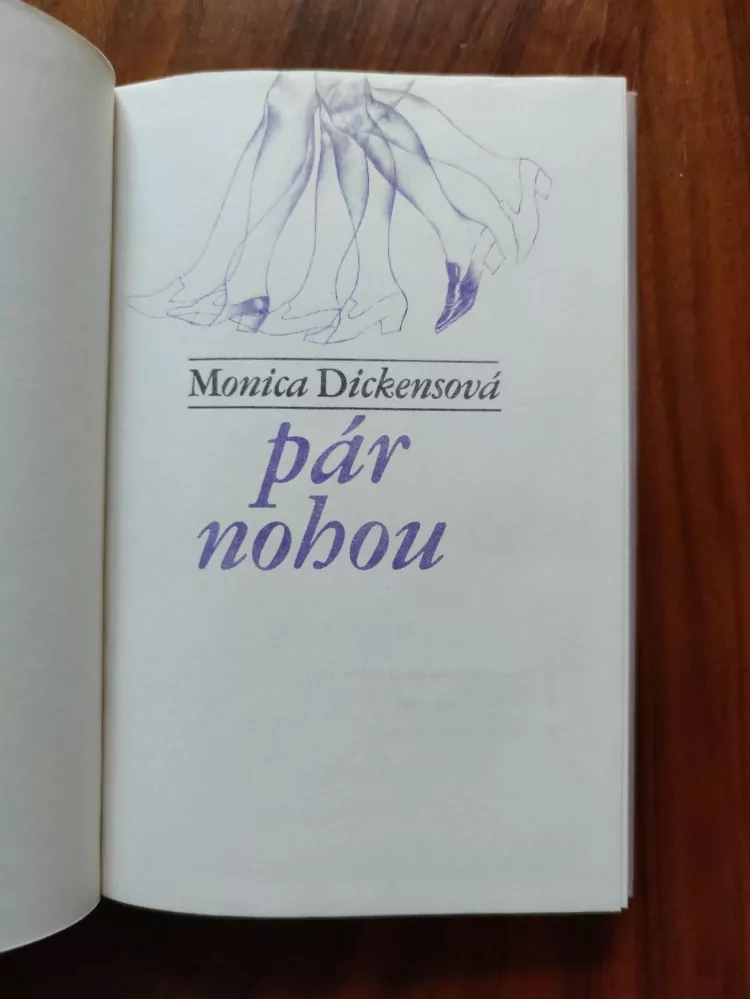 Monica Dickensová
pár
nohou